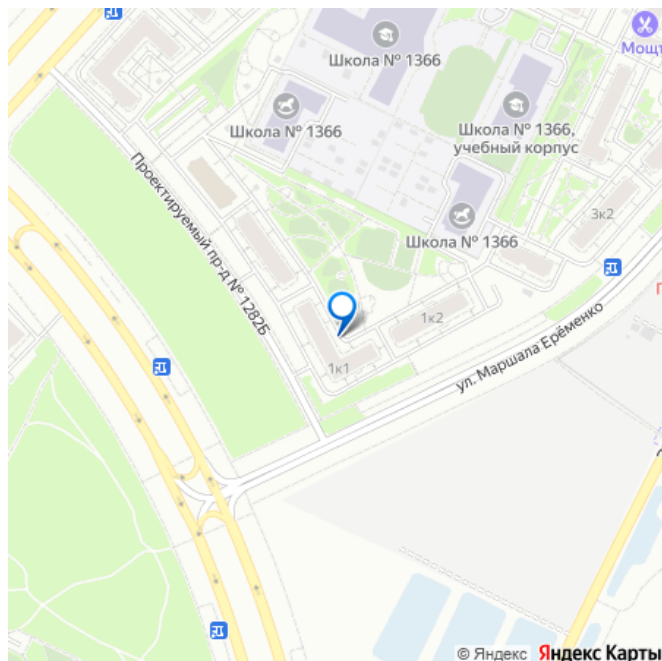 Мощ
Школа № 1366
Школа № 1366
Школа № 1366,
учебный корпус
Проектируемый пр-д № 1282Б
3к2
Школа № 1366
1к2
1к1
ул. Маршала Ерёменко
© Яндекс Яндекс Карты